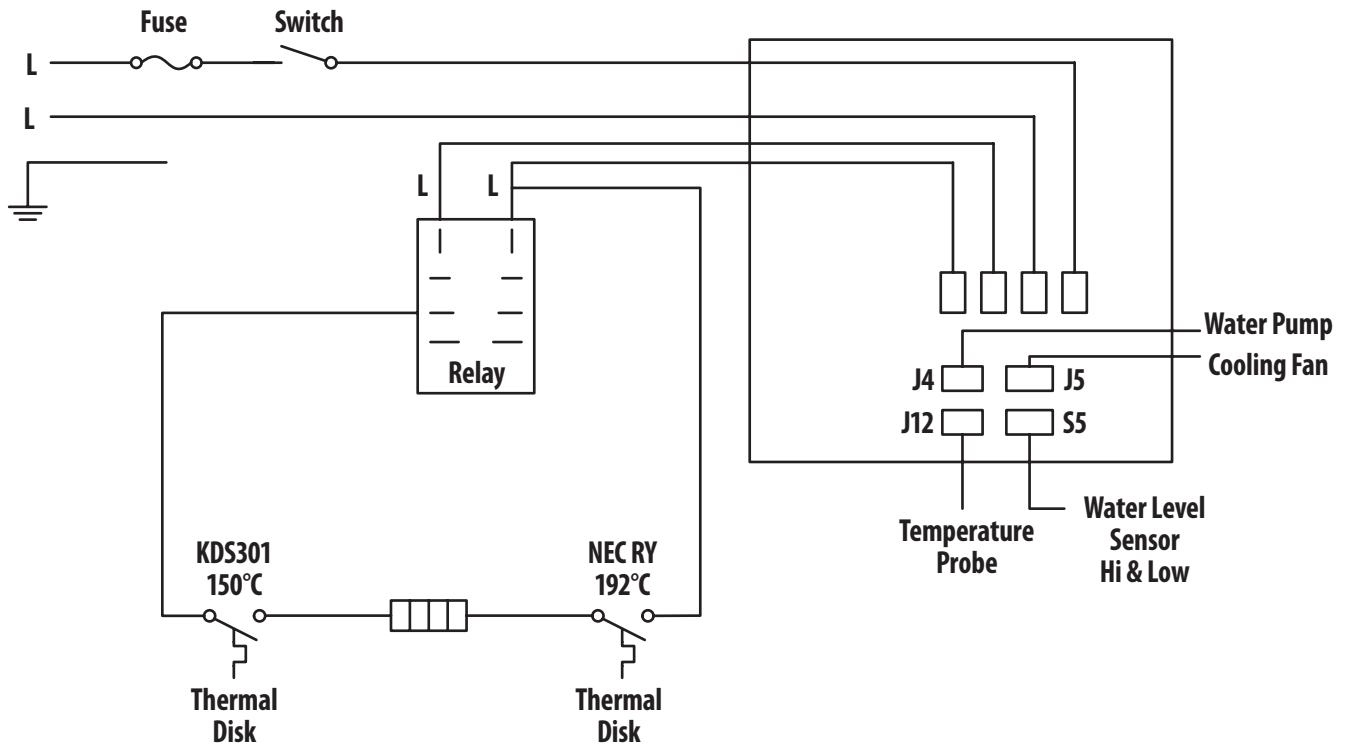 Fuse
Switch
L
L
L
L
Relay
Water Pump
Cooling Fan
J4
J5
J12
S5
Temperature
Probe
Water Level
Sensor
Hi & Low
KDS301
150°C
NEC RY
192°C
Thermal
Disk
Thermal
Disk